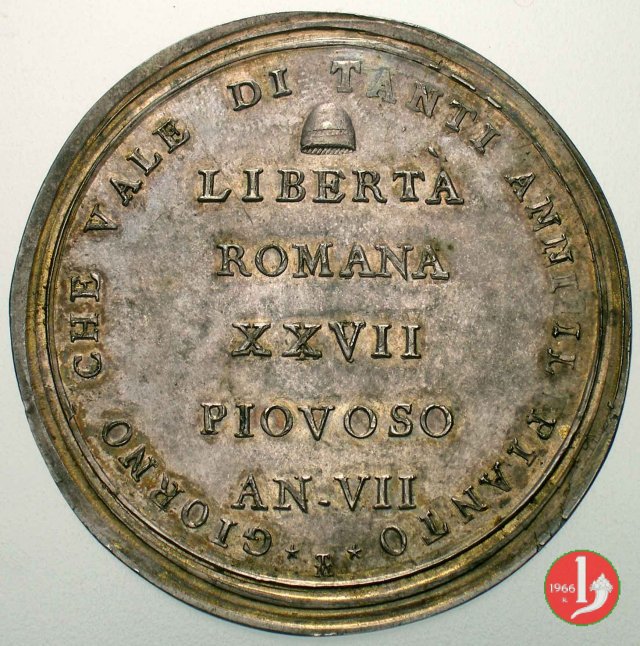 GIORNO CHE VALE DI TANTI ANNI IL PIANTO
LIBERTÀ
ROMANA
XXVII
PIOVOSO
AN·VII
1966